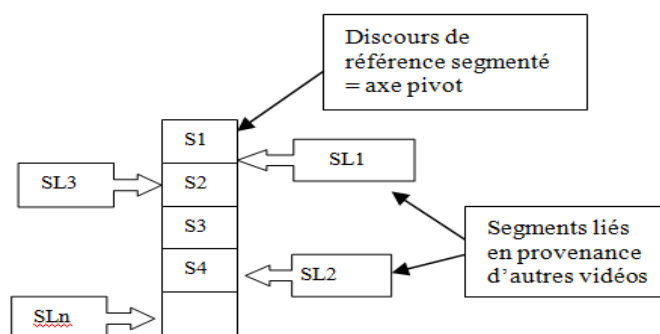 Discours de
référence segmenté
= axe pivot
S1
SL1
SL3
S2
S3
Segments liés
en provenance
d'autres vidéos
S4
SL2
SLn